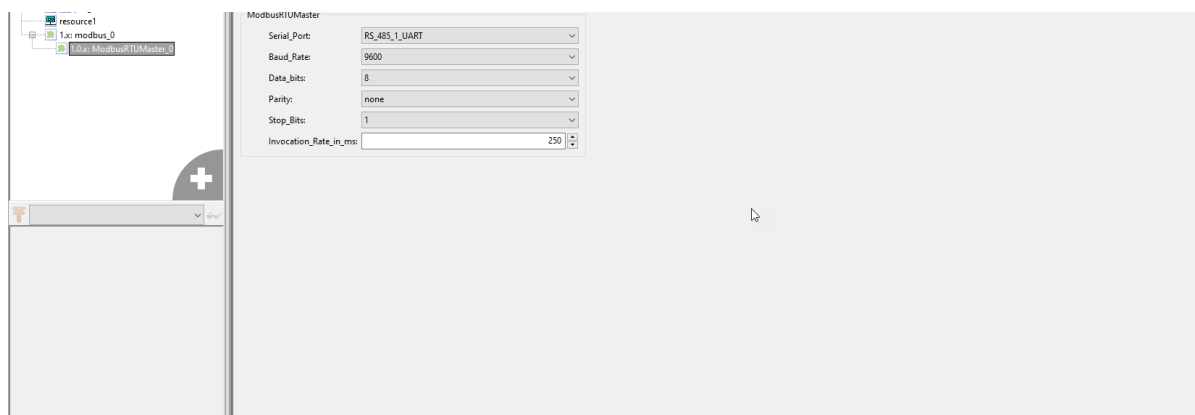 ModbusRTUMaster
resource1
1.x: modbus_0
1.0.x: ModbusRTUMaster_0
Serial_Port: RS_485_1_UART
Baud_Rate: 9600
Data_bits: 8
Parity: none
Stop_Bits: 1
Invocation_Rate_in_ms: 250